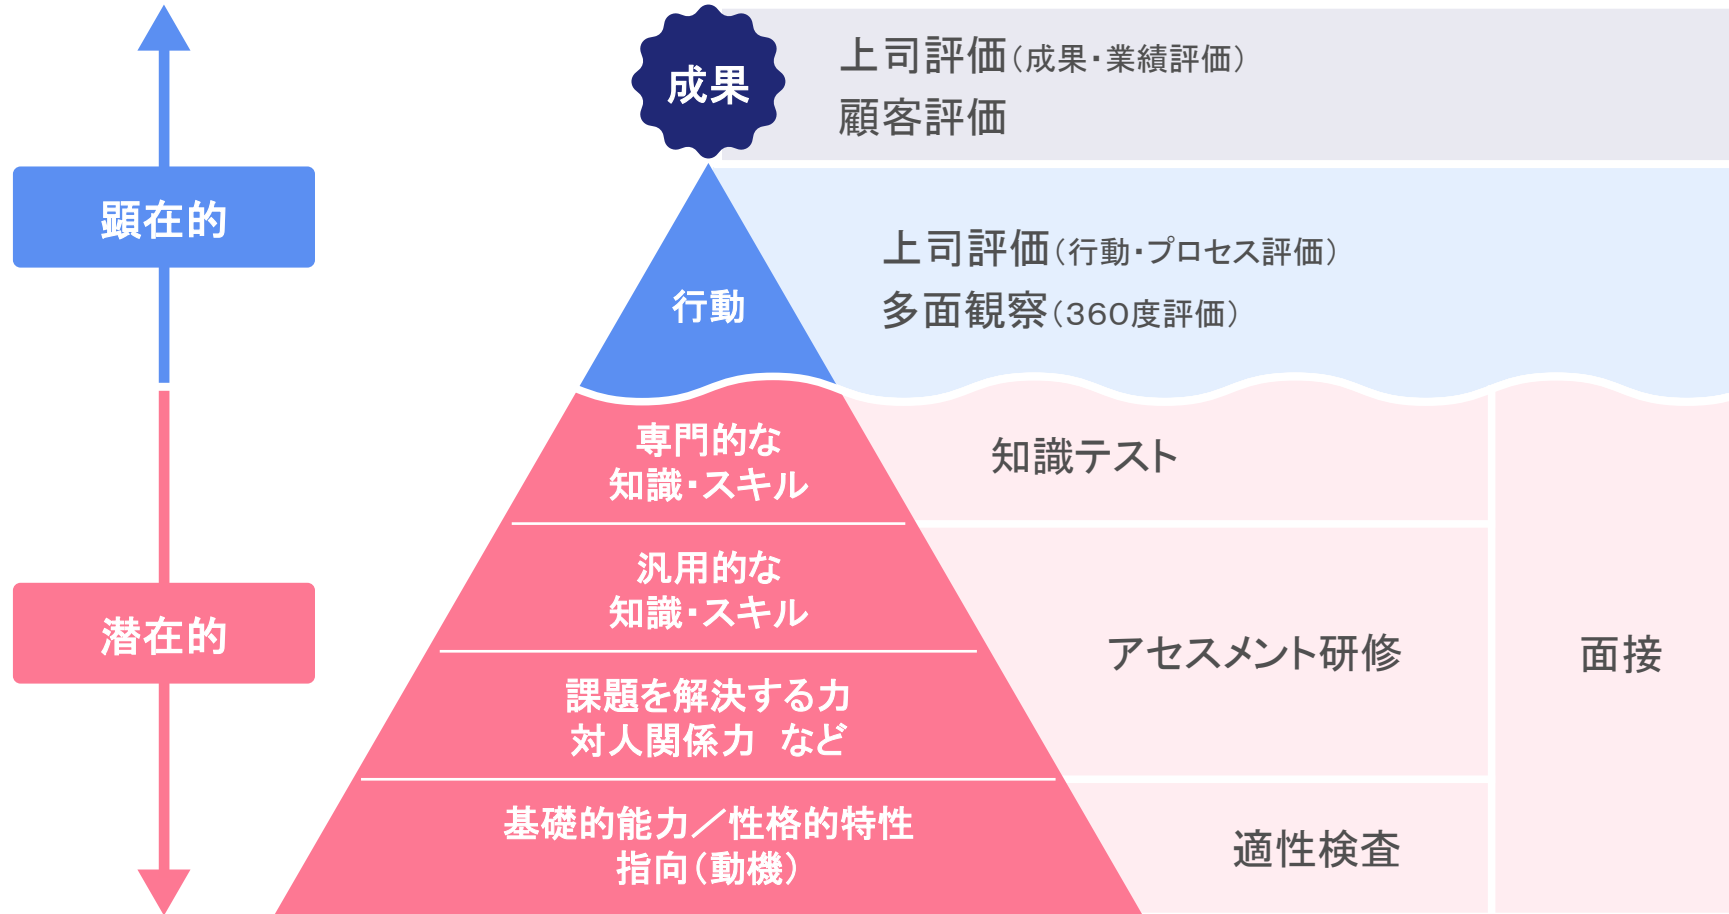 成果
上司評価（成果・業績評価）
顧客評価
顕在的
行動
上司評価（行動・プロセス評価）
多面観察（360度評価）
専門的な
知識・スキル
知識テスト
汎用的な
知識・スキル
潜在的
アセスメント研修
面接
課題を解決する力
対人関係力　など
基礎的能力／性格的特性
指向（動機）
適性検査